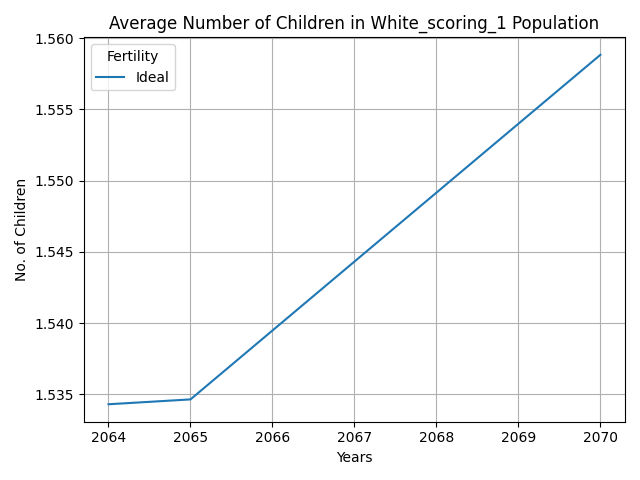 Average Number of Children in White_scoring_1 Population
Fertility
Ideal
No. of Children
1.560
1.555
1.550
1.545
1.540
1.535
2064 2065 2066 2067 2068 2069 2070
Years